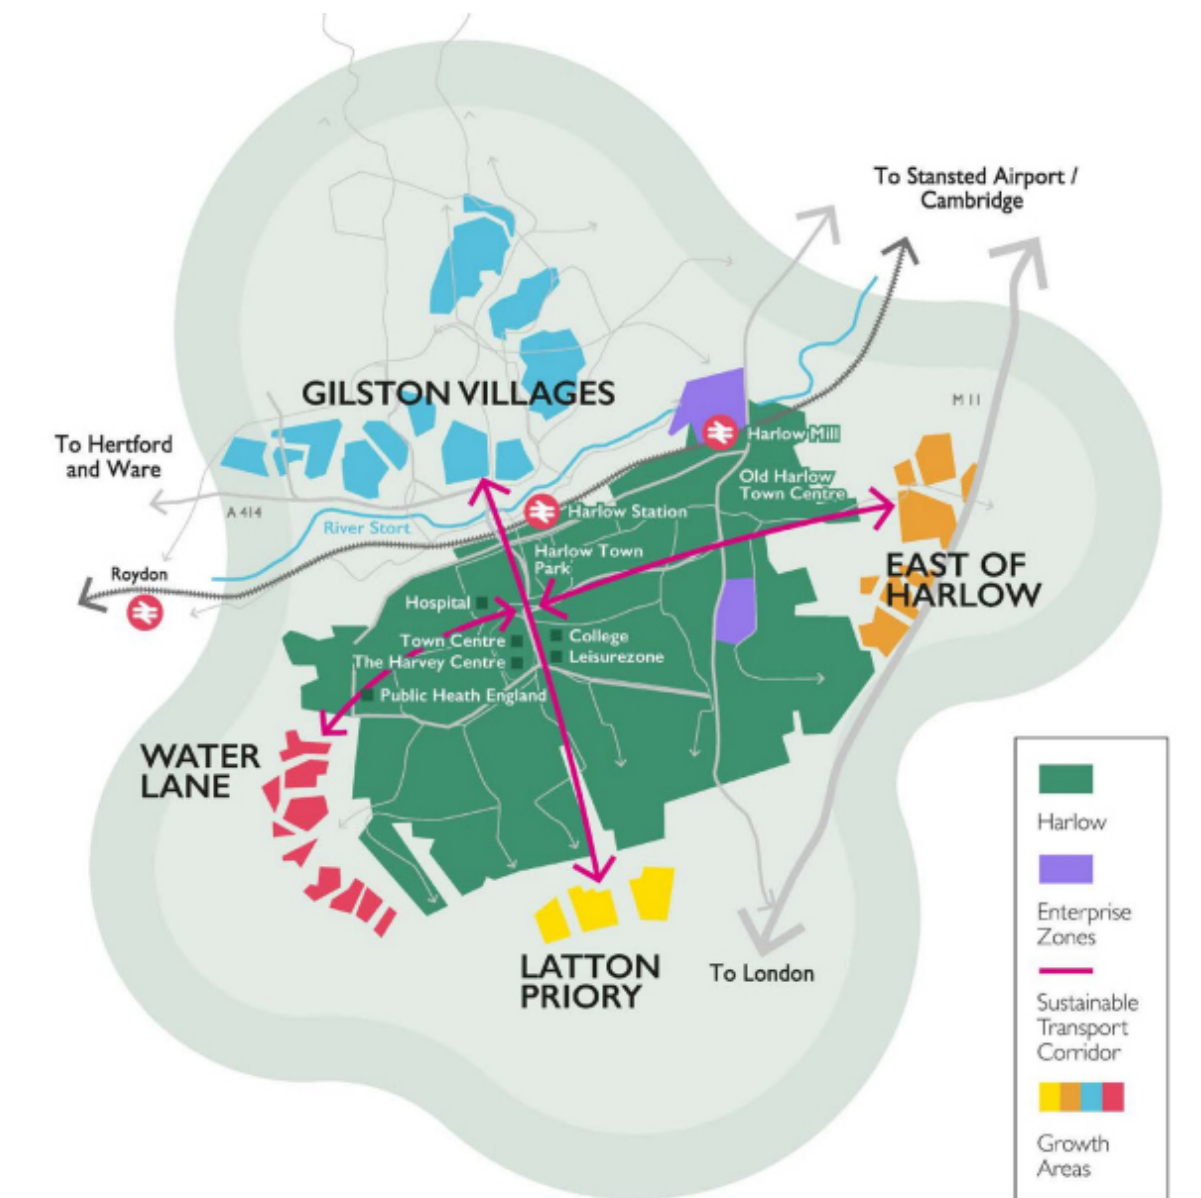 To Stansted Airport /
Cambridge
GILSTON VILLAGES
M11
To Hertford
and Ware
Harlow Mill
Old Harlow
Town Centre
A414
River Stort
Harlow Station
Harlow Town
Park
EAST OF
HARLOW
Roydon
Hospital
Town Centre
The Harvey Centre
College
Leisurezone
Public Heath England
WATER
LANE
LATTON
PRIORY
To London
Harlow
Enterprise
Zones
Sustainable
Transport
Corridor
Growth
Areas